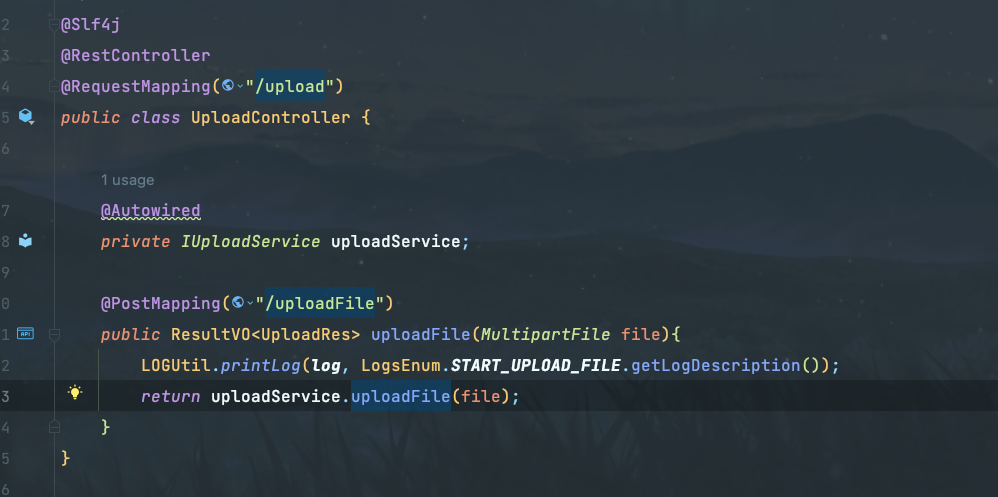 2 @Slf4j
3 @RestController
4 @RequestMapping("/upload")
5 public class UploadController {
6
1 usage
7 @Autowired
8 private IUploadService uploadService;
9
0 @PostMapping("/uploadFile")
1 public ResultVO<UploadRes> uploadFile(MultipartFile file){
2 LOGUtil.printLog(log, LogsEnum.START_UPLOAD_FILE.getLogDescription());
3 return uploadService.uploadFile(file);
4 }
5 }
6